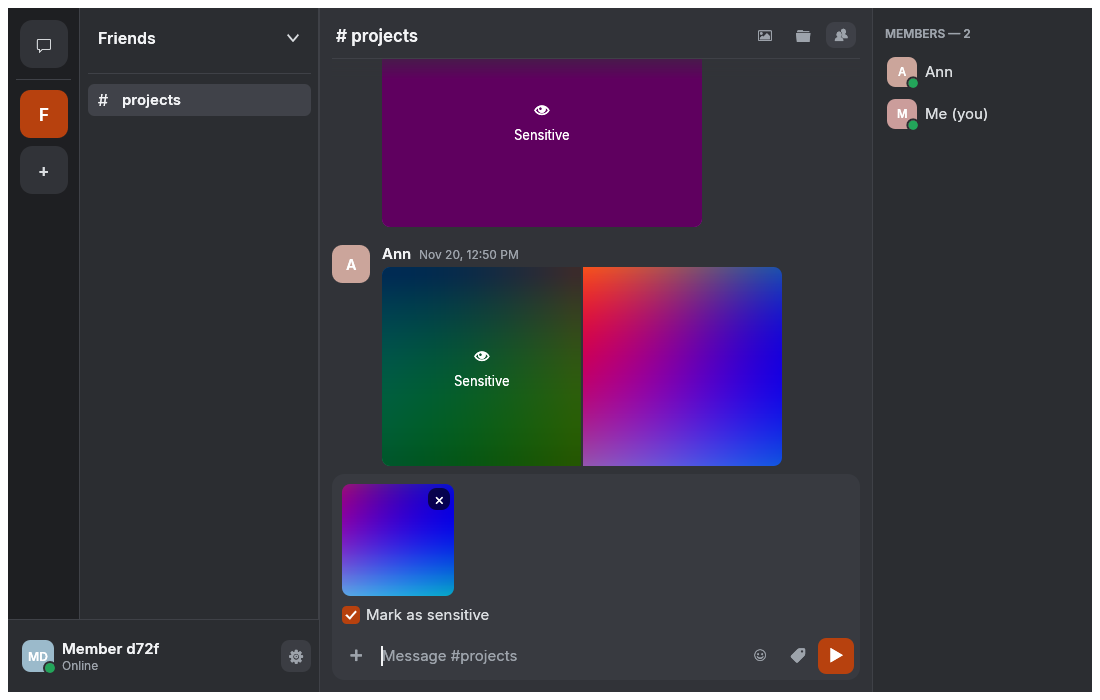 F
+
Friends
# projects
MD
Member d72f
Online
# projects
Sensitive
A
Ann Nov 20, 12:50 PM
Sensitive
Mark as sensitive
Message #projects
MEMBERS — 2
A
Ann
M
Me (you)